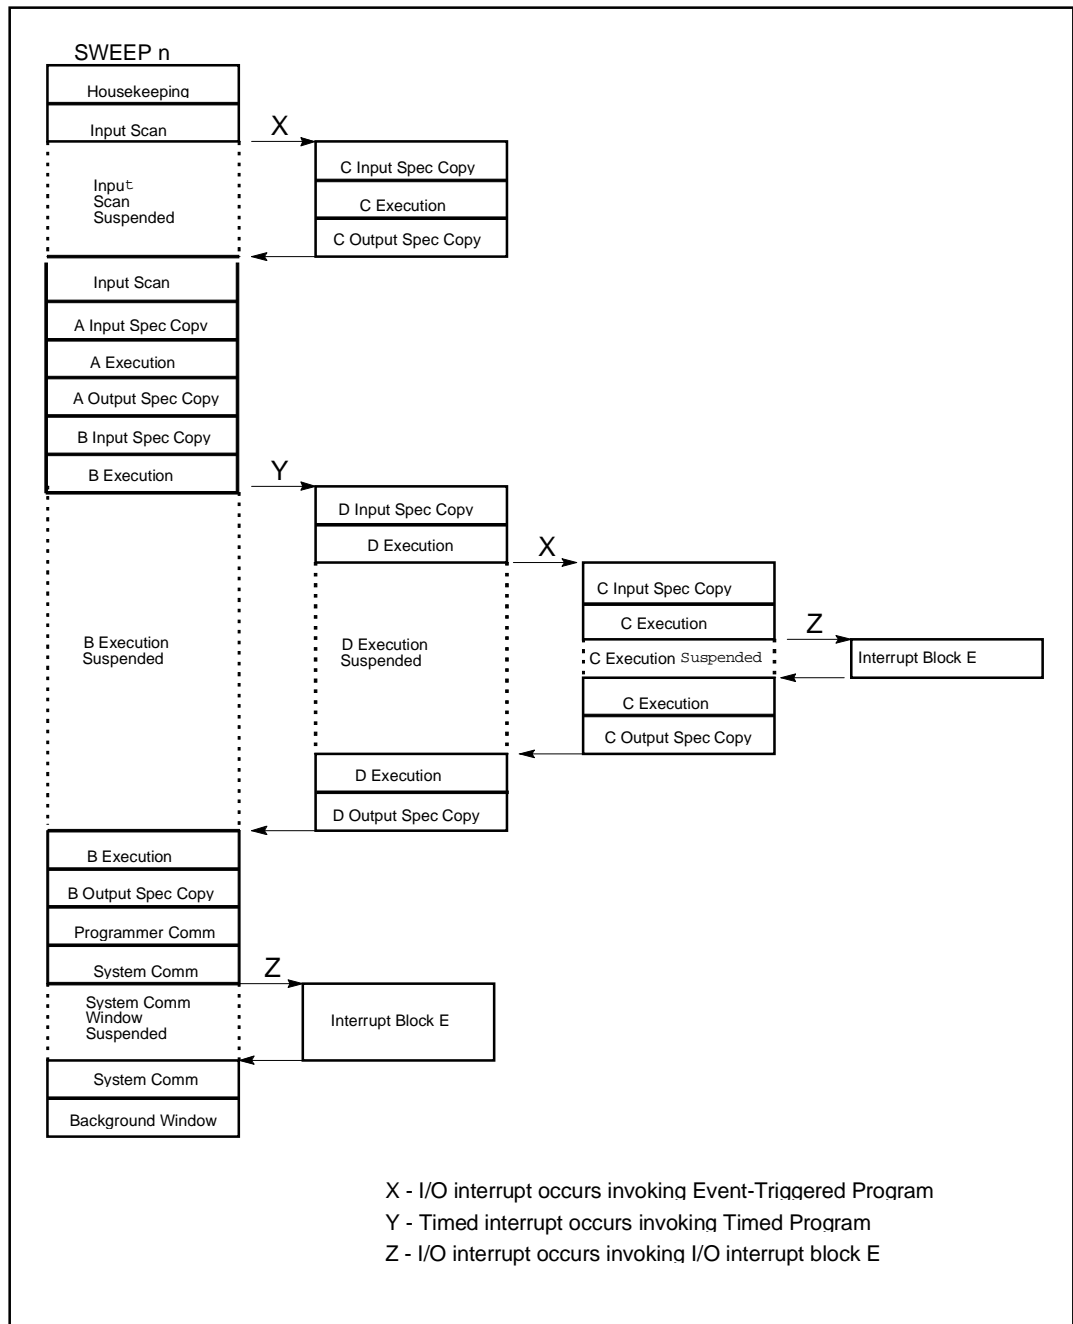 SWEEP n
Housekeeping
Input Scan
X
C Input Spec Copy
Input
Scan
Suspended
C Execution
C Output Spec Copy
Input Scan
A Input Spec Copy
A Execution
A Output Spec Copy
B Input Spec Copy
B Execution
Y
D Input Spec Copy
D Execution
X
C Input Spec Copy
C Execution
Z
B Execution
Suspended
D Execution
Suspended
C Execution Suspended
Interrupt Block E
C Execution
C Output Spec Copy
D Execution
D Output Spec Copy
B Execution
B Output Spec Copy
Programmer Comm
System Comm
Z
System Comm
Window
Suspended
Interrupt Block E
System Comm
Background Window
X - I/O interrupt occurs invoking Event-Triggered Program
Y - Timed interrupt occurs invoking Timed Program
Z - I/O interrupt occurs invoking I/O interrupt block E